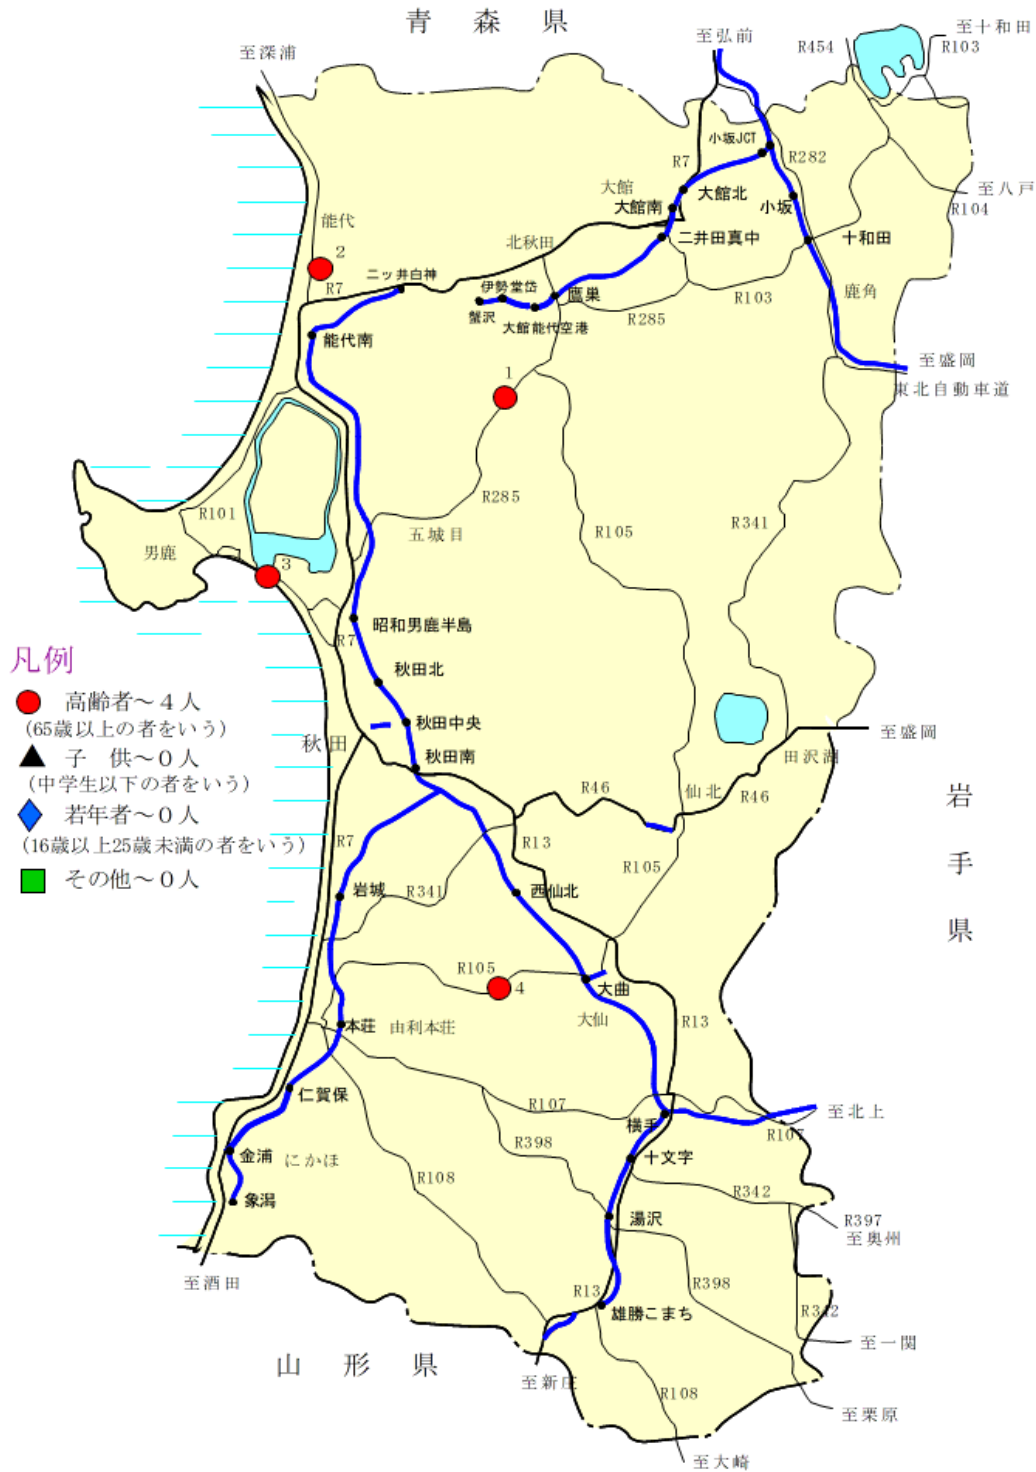 青 森 県
至弘前
至十和田
R454
R103
至深浦
小坂JCT
R7
R282
大館
大館北
至八戸
R104
大館南
小坂
能代
二井田真中
十和田
北秋田
2
ニッ井白神
R7
伊勢堂岱
鷹巣
鹿角
R103
蟹沢
大館能代空港
R285
能代南
至盛岡
1
東北自動車道
R285
R101
五城目
R105
R341
男鹿
3
昭和男鹿半島
R7
凡例
秋田北
高齢者～４人
(65歳以上の者をいう)
秋田中央
至盛岡
秋田
子 供～０人
秋田南
田沢湖
(中学生以下の者をいう)
R46
仙北
R46
岩手県
若年者～０人
(16歳以上25歳未満の者をいう)
R7
R13
R105
その他～０人
岩城
R341
西仙北
R105
4
大曲
大仙
R13
本荘
由利本荘
仁賀保
R107
至北上
横手
R107
金浦
にかほ
R398
十文字
R108
R342
象潟
湯沢
R397
至奥州
至酒田
R13
R398
雄勝こまち
R342
至一関
山 形 県
至新庄
R108
至栗原
至大崎